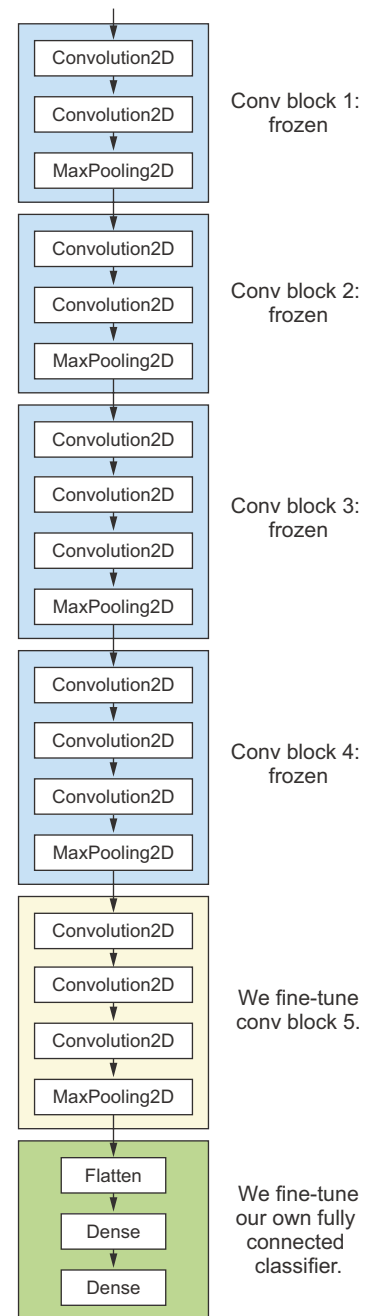 Convolution2D
Convolution2D
MaxPooling2D
Conv block 1:
frozen
Convolution2D
Convolution2D
MaxPooling2D
Conv block 2:
frozen
Convolution2D
Convolution2D
Convolution2D
MaxPooling2D
Conv block 3:
frozen
Convolution2D
Convolution2D
Convolution2D
MaxPooling2D
Conv block 4:
frozen
Convolution2D
Convolution2D
Convolution2D
MaxPooling2D
We fine-tune
conv block 5.
Flatten
Dense
Dense
We fine-tune
our own fully
connected
classifier.